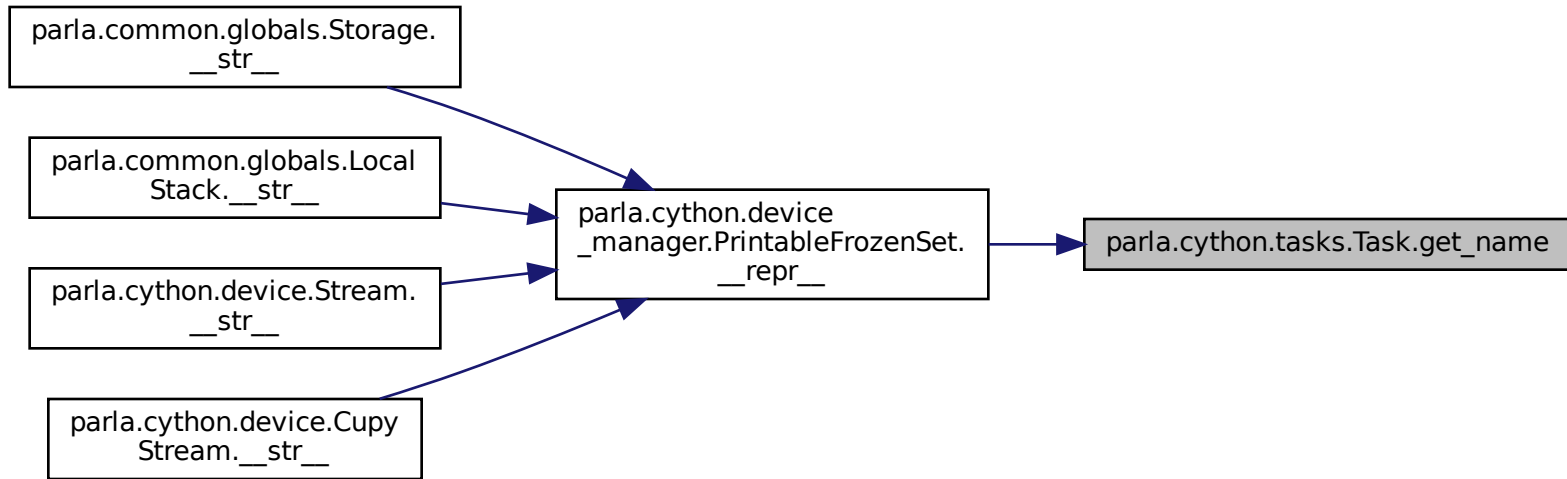 parla.common.globals.Storage.
__str__
parla.common.globals.Local
Stack.__str__
parla.cython.device.Stream.
__str__
parla.cython.device.Cupy
Stream.__str__
parla.cython.device
_manager.PrintableFrozenSet.
__repr__
parla.cython.tasks.Task.get_name